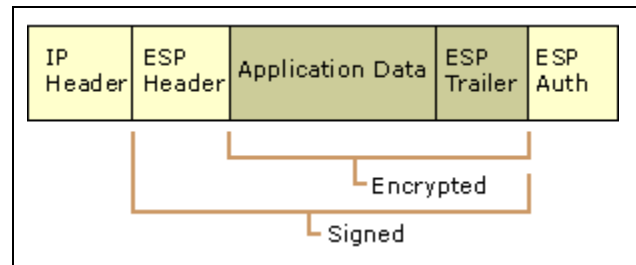 IP Header
ESP Header
Application Data
ESP Trailer
ESP Auth
Encrypted
Signed